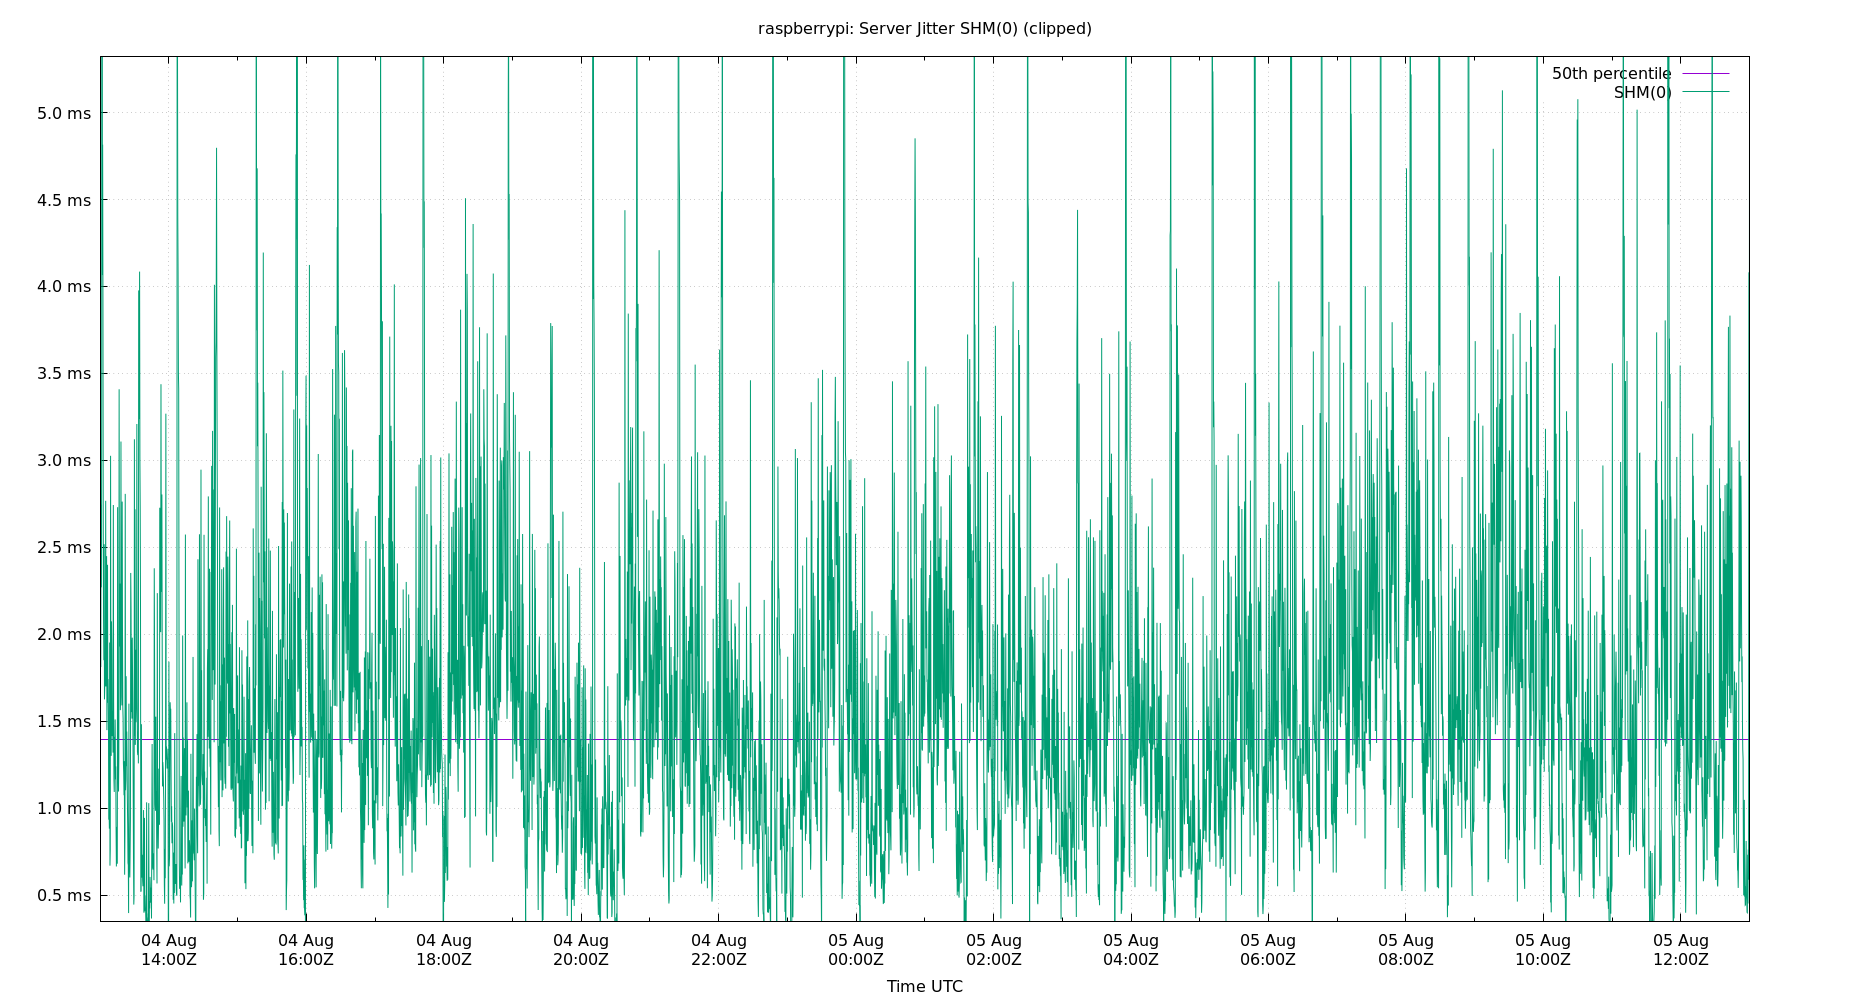 raspberrypi: Server Jitter SHM(0) (clipped)
50th percentile
SHM(0)
5.0 ms
4.5 ms
4.0 ms
3.5 ms
3.0 ms
2.5 ms
2.0 ms
1.5 ms
1.0 ms
0.5 ms
04 Aug 04 Aug 04 Aug 04 Aug 04 Aug 05 Aug 05 Aug 05 Aug 05 Aug 05 Aug 05 Aug 05 Aug
14:00Z 16:00Z 18:00Z 20:00Z 22:00Z 00:00Z 02:00Z 04:00Z 06:00Z 08:00Z 10:00Z 12:00Z
Time UTC